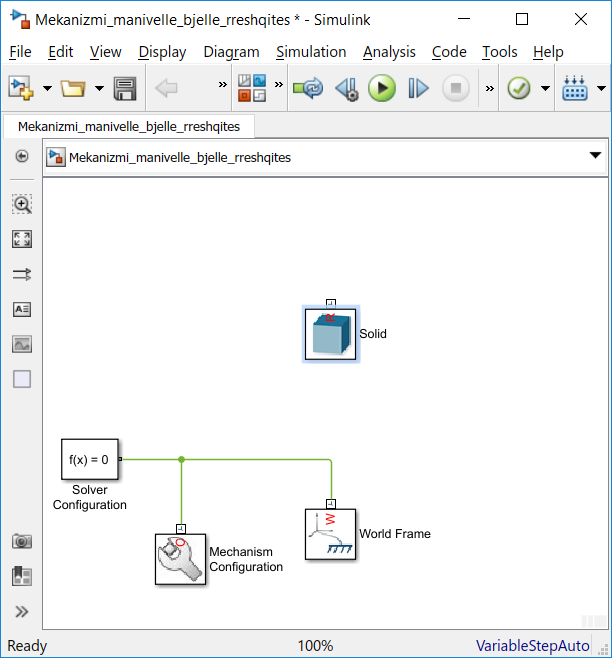 Mekanizmi_manivelle_bjelle_rreshqites * - Simulink
File Edit View Display Diagram Simulation Analysis Code Tools Help
Mekanizmi_manivelle_bjelle_rreshqites
Mekanizmi_manivelle_bjelle_rreshqites
R
Solid
f(x) = 0
Solver
Configuration
C
Mechanism
Configuration
W
World Frame
Ready 100% VariableStepAuto